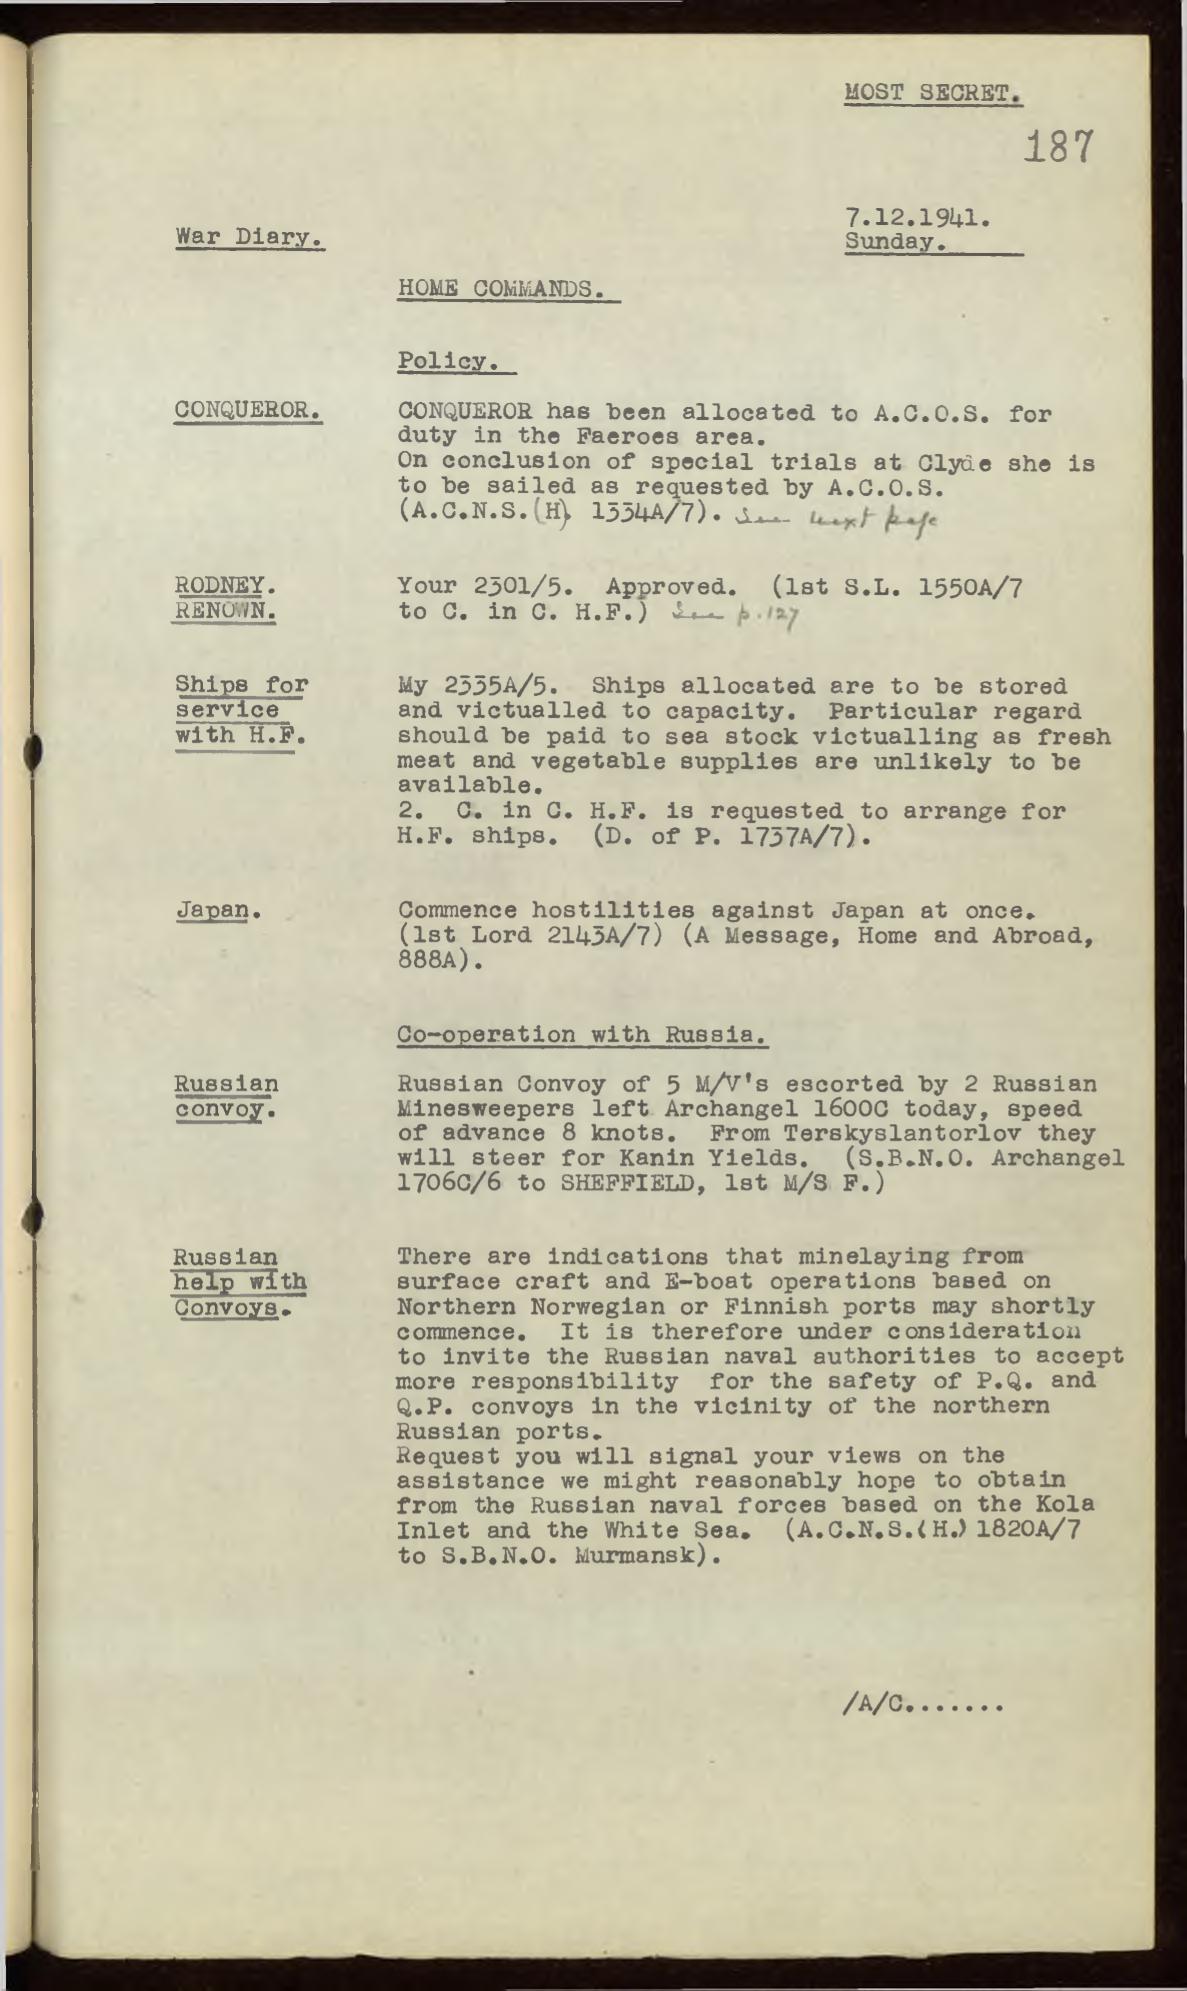 MOST SECRET.
187
7.12.1941.
War Diary.
Sunday.
HOME COMMANDS.
Policy.
CONQUEROR.
CONQUEROR has been allocated to A.C.O.S. for
duty in the Faeroes area.
On conclusion of special trials at Clyde she is
to be sailed as requested by A.C.O.S.
(A.C.N.S.(H) 1334A/7). See next page
RODNEY.
RENOWN.
Your 2301/5. Approved. (1st S.L. 1550A/7
to C. in C. H.F.) See p.127
Ships for
service
with H.F.
My 2335A/5. Ships allocated are to be stored
and victualled to capacity. Particular regard
should be paid to sea stock victualling as fresh
meat and vegetable supplies are unlikely to be
available.
2. C. in C. H.F. is requested to arrange for
H.F. ships. (D. of P. 1737A/7).
Japan.
Commence hostilities against Japan at once.
(1st Lord 2143A/7) (A Message, Home and Abroad,
888A).
Co-operation with Russia.
Russian
convoy.
Russian Convoy of 5 M/V's escorted by 2 Russian
Minesweepers left Archangel 1600C today, speed
of advance 8 knots. From Terskyslantorlov they
will steer for Kanin Yields. (S.B.N.O. Archangel
1706C/6 to SHEFFIELD, 1st M/S F.)
Russian
help with
Convoys.
There are indications that minelaying from
surface craft and E-boat operations based on
Northern Norwegian or Finnish ports may shortly
commence. It is therefore under consideration
to invite the Russian naval authorities to accept
more responsibility for the safety of P.Q. and
Q.P. convoys in the vicinity of the northern
Russian ports.
Request you will signal your views on the
assistance we might reasonably hope to obtain
from the Russian naval forces based on the Kola
Inlet and the White Sea. (A.C.N.S.(H.) 1820A/7
to S.B.N.O. Murmansk).
/A/C.......